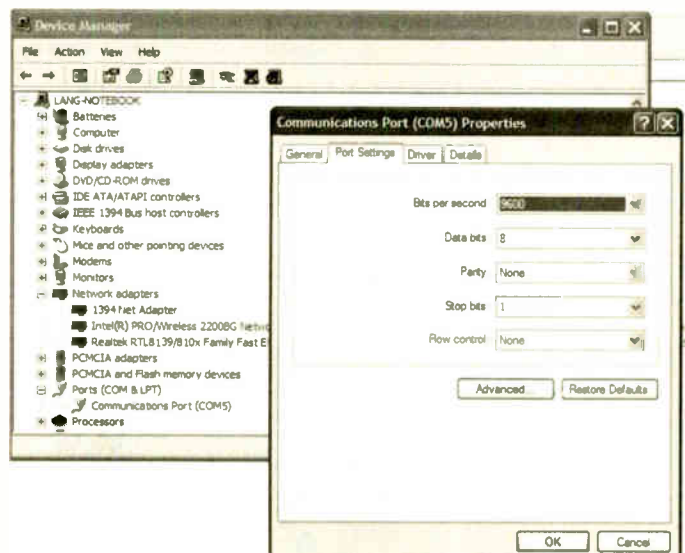 Device Manager
File Action View Help
LANG-NOTEBOOK
Batteries
Computer
Disk drives
Display adapters
DVD/CD-ROM drives
IDE ATA/ATAPI controllers
IEEE 1394 Bus host controllers
Keyboards
Mice and other pointing devices
Modems
Monitors
Network adapters
1394 Net Adapter
Intel(R) PRO/Wireless 2200BG
Realtek RTL8139/810x Family Fast E
PCMCIA adapters
PCMCIA and Flash memory devices
Ports (COM & LPT)
Communications Port (COM5)
Processors
Communications Port (COM5) Properties
General Port Settings Driver Details
Bits per second 9600
Data bits 8
Parity None
Stop bits 1
Flow control None
Advanced Restore Defaults
OK Cancel